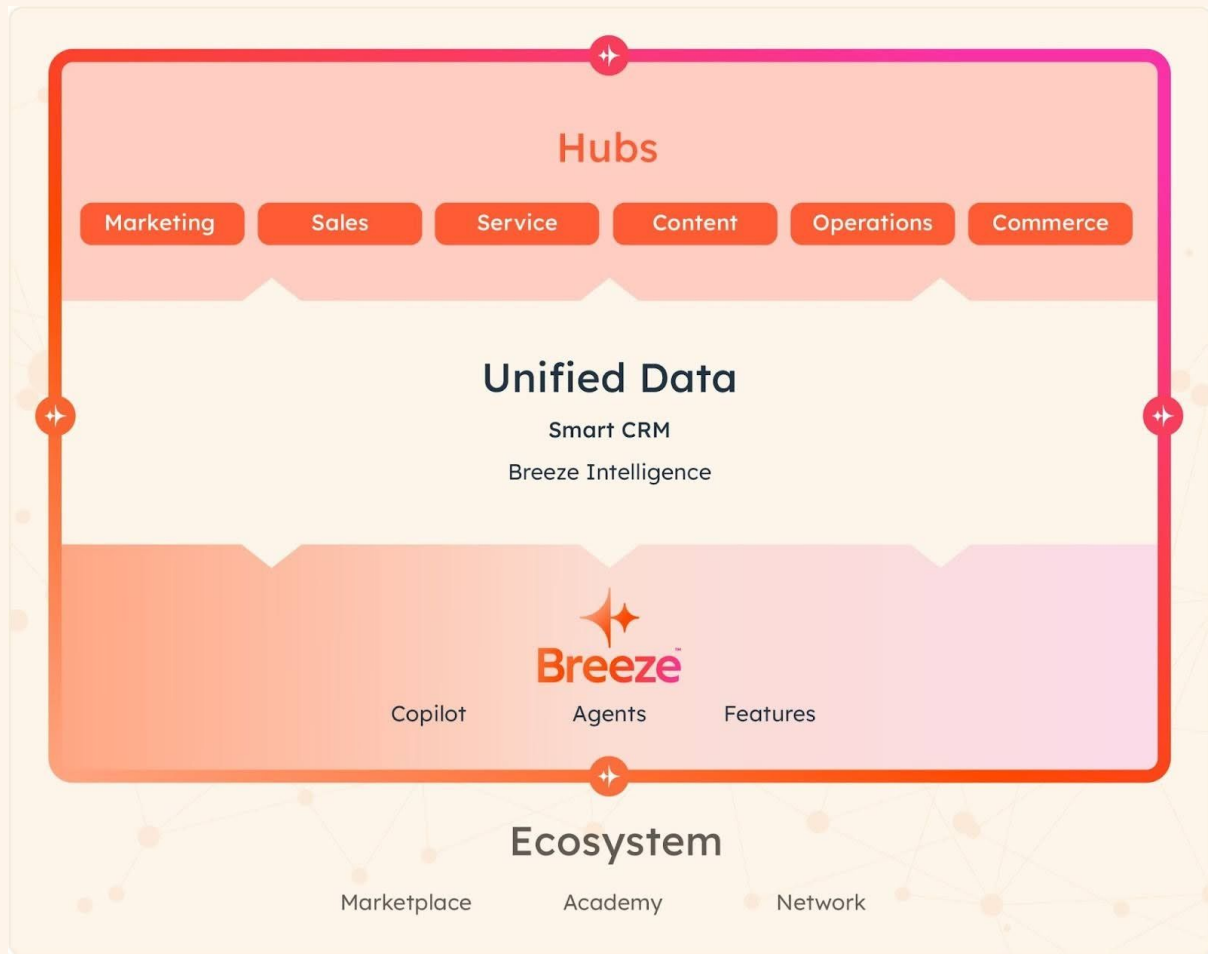 Hubs
Marketing Sales Service Content Operations Commerce
Unified Data
Smart CRM
Breeze Intelligence
Breeze™
Copilot Agents Features
Ecosystem
Marketplace Academy Network